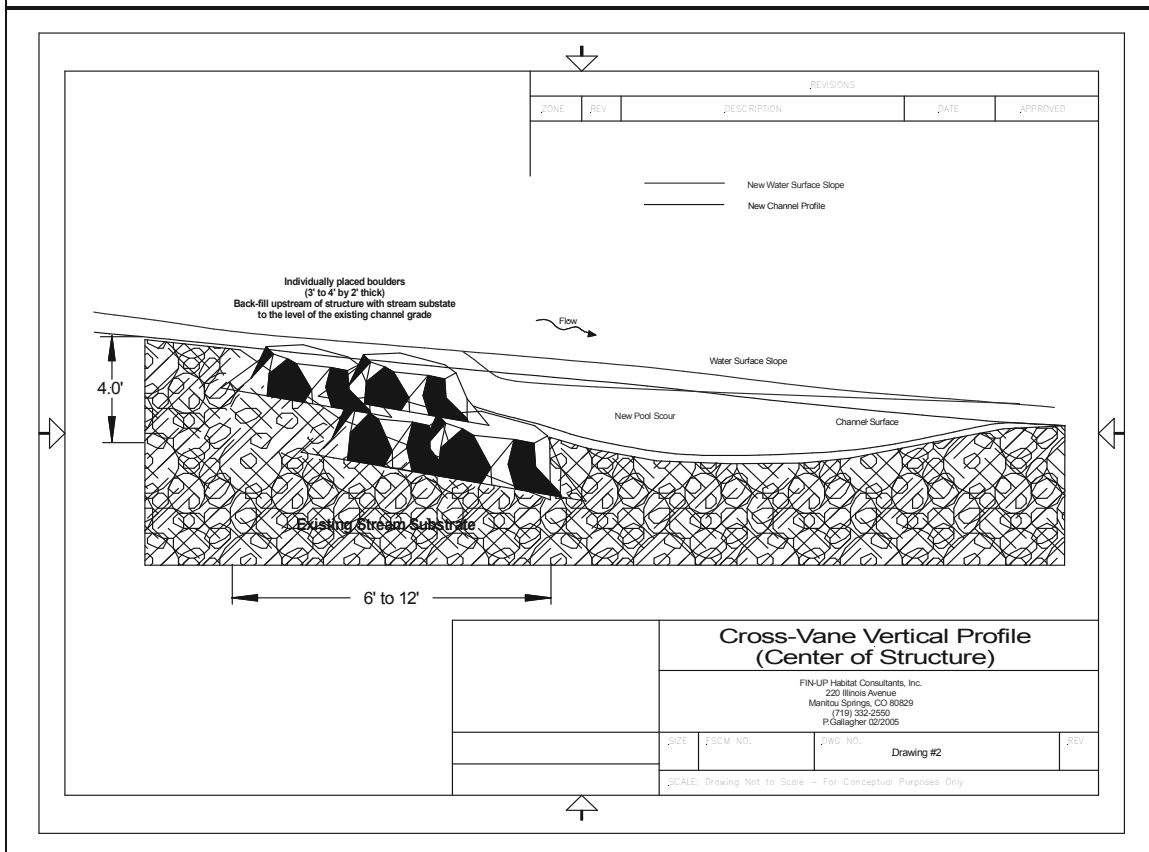 REVISIONS
ZONE REV DESCRIPTION DATE APPROVED
New Water Surface Slope
New Channel Profile
Individually placed boulders
(3' to 4' by 2' thick)
Back-fill upstream of structure with stream substate
to the level of the existing channel grade
Flow
Water Surface Slope
4.0'
New Pool Scour
Channel Surface
Existing Stream Substrate
6' to 12'
Cross-Vane Vertical Profile
(Center of Structure)
FIN-UP Habitat Consultants, Inc.
220 Illinois Avenue
Manitou Springs, CO 80829
(719) 332-2550
P.Gallagher 02/2005
SIZE FSCM NO. DWG NO. REV
Drawing #2
SCALE: Drawing Not to Scale – For Conceptual Purposes Only